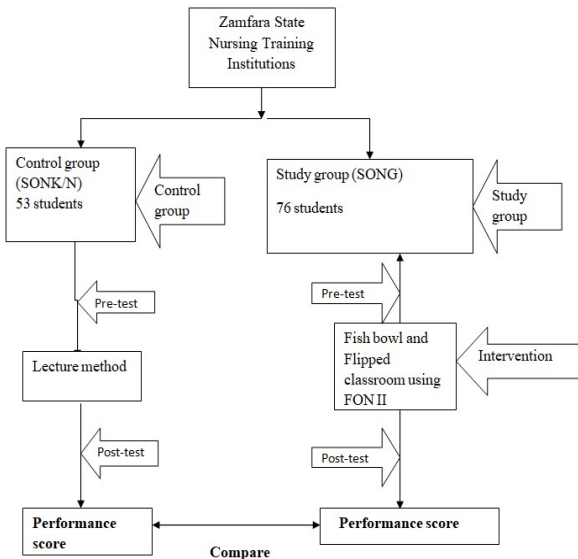 Zamfara State
Nursing Training
Institutions
Control group
(SONK/N)
53 students
Control
group
Study group (SONG)
76 students
Study
group
Pre-test
Pre-test
Lecture method
Fish bowl and
Flipped
classroom using
FON II
Intervention
Post-test
Post-test
Performance
score
Performance score
Compare